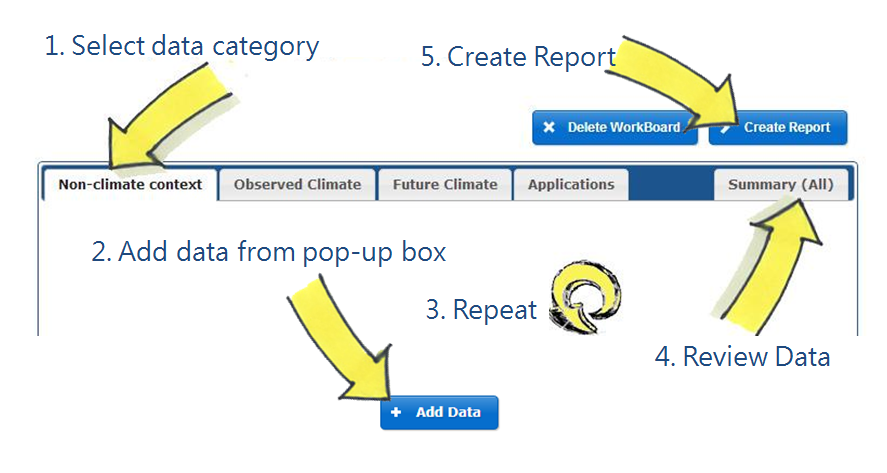 1. Select data category
5. Create Report
Delete WorkBoard
Create Report
Non-climate context
Observed Climate
Future Climate
Applications
Summary (All)
2. Add data from pop-up box
3. Repeat
4. Review Data
Add Data